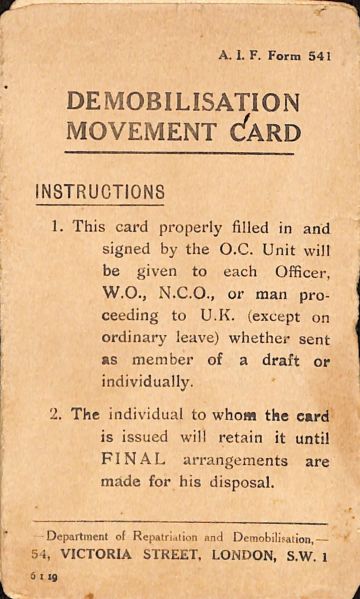 A. I. F. Form 541
DEMOBILISATION
MOVEMENT CARD
INSTRUCTIONS
1. This card properly filled in and
signed by the O.C. Unit will
be given to each Officer,
W.O., N.C.O., or man pro-
ceeding to U.K. (except on
ordinary leave) whether sent
as member of a draft or
individually.
2. The individual to whom the card
is issued will retain it until
FINAL arrangements are
made for his disposal.
—Department of Repatriation and Demobilisation,—
54, VICTORIA STREET, LONDON, S.W. 1
6 1 19